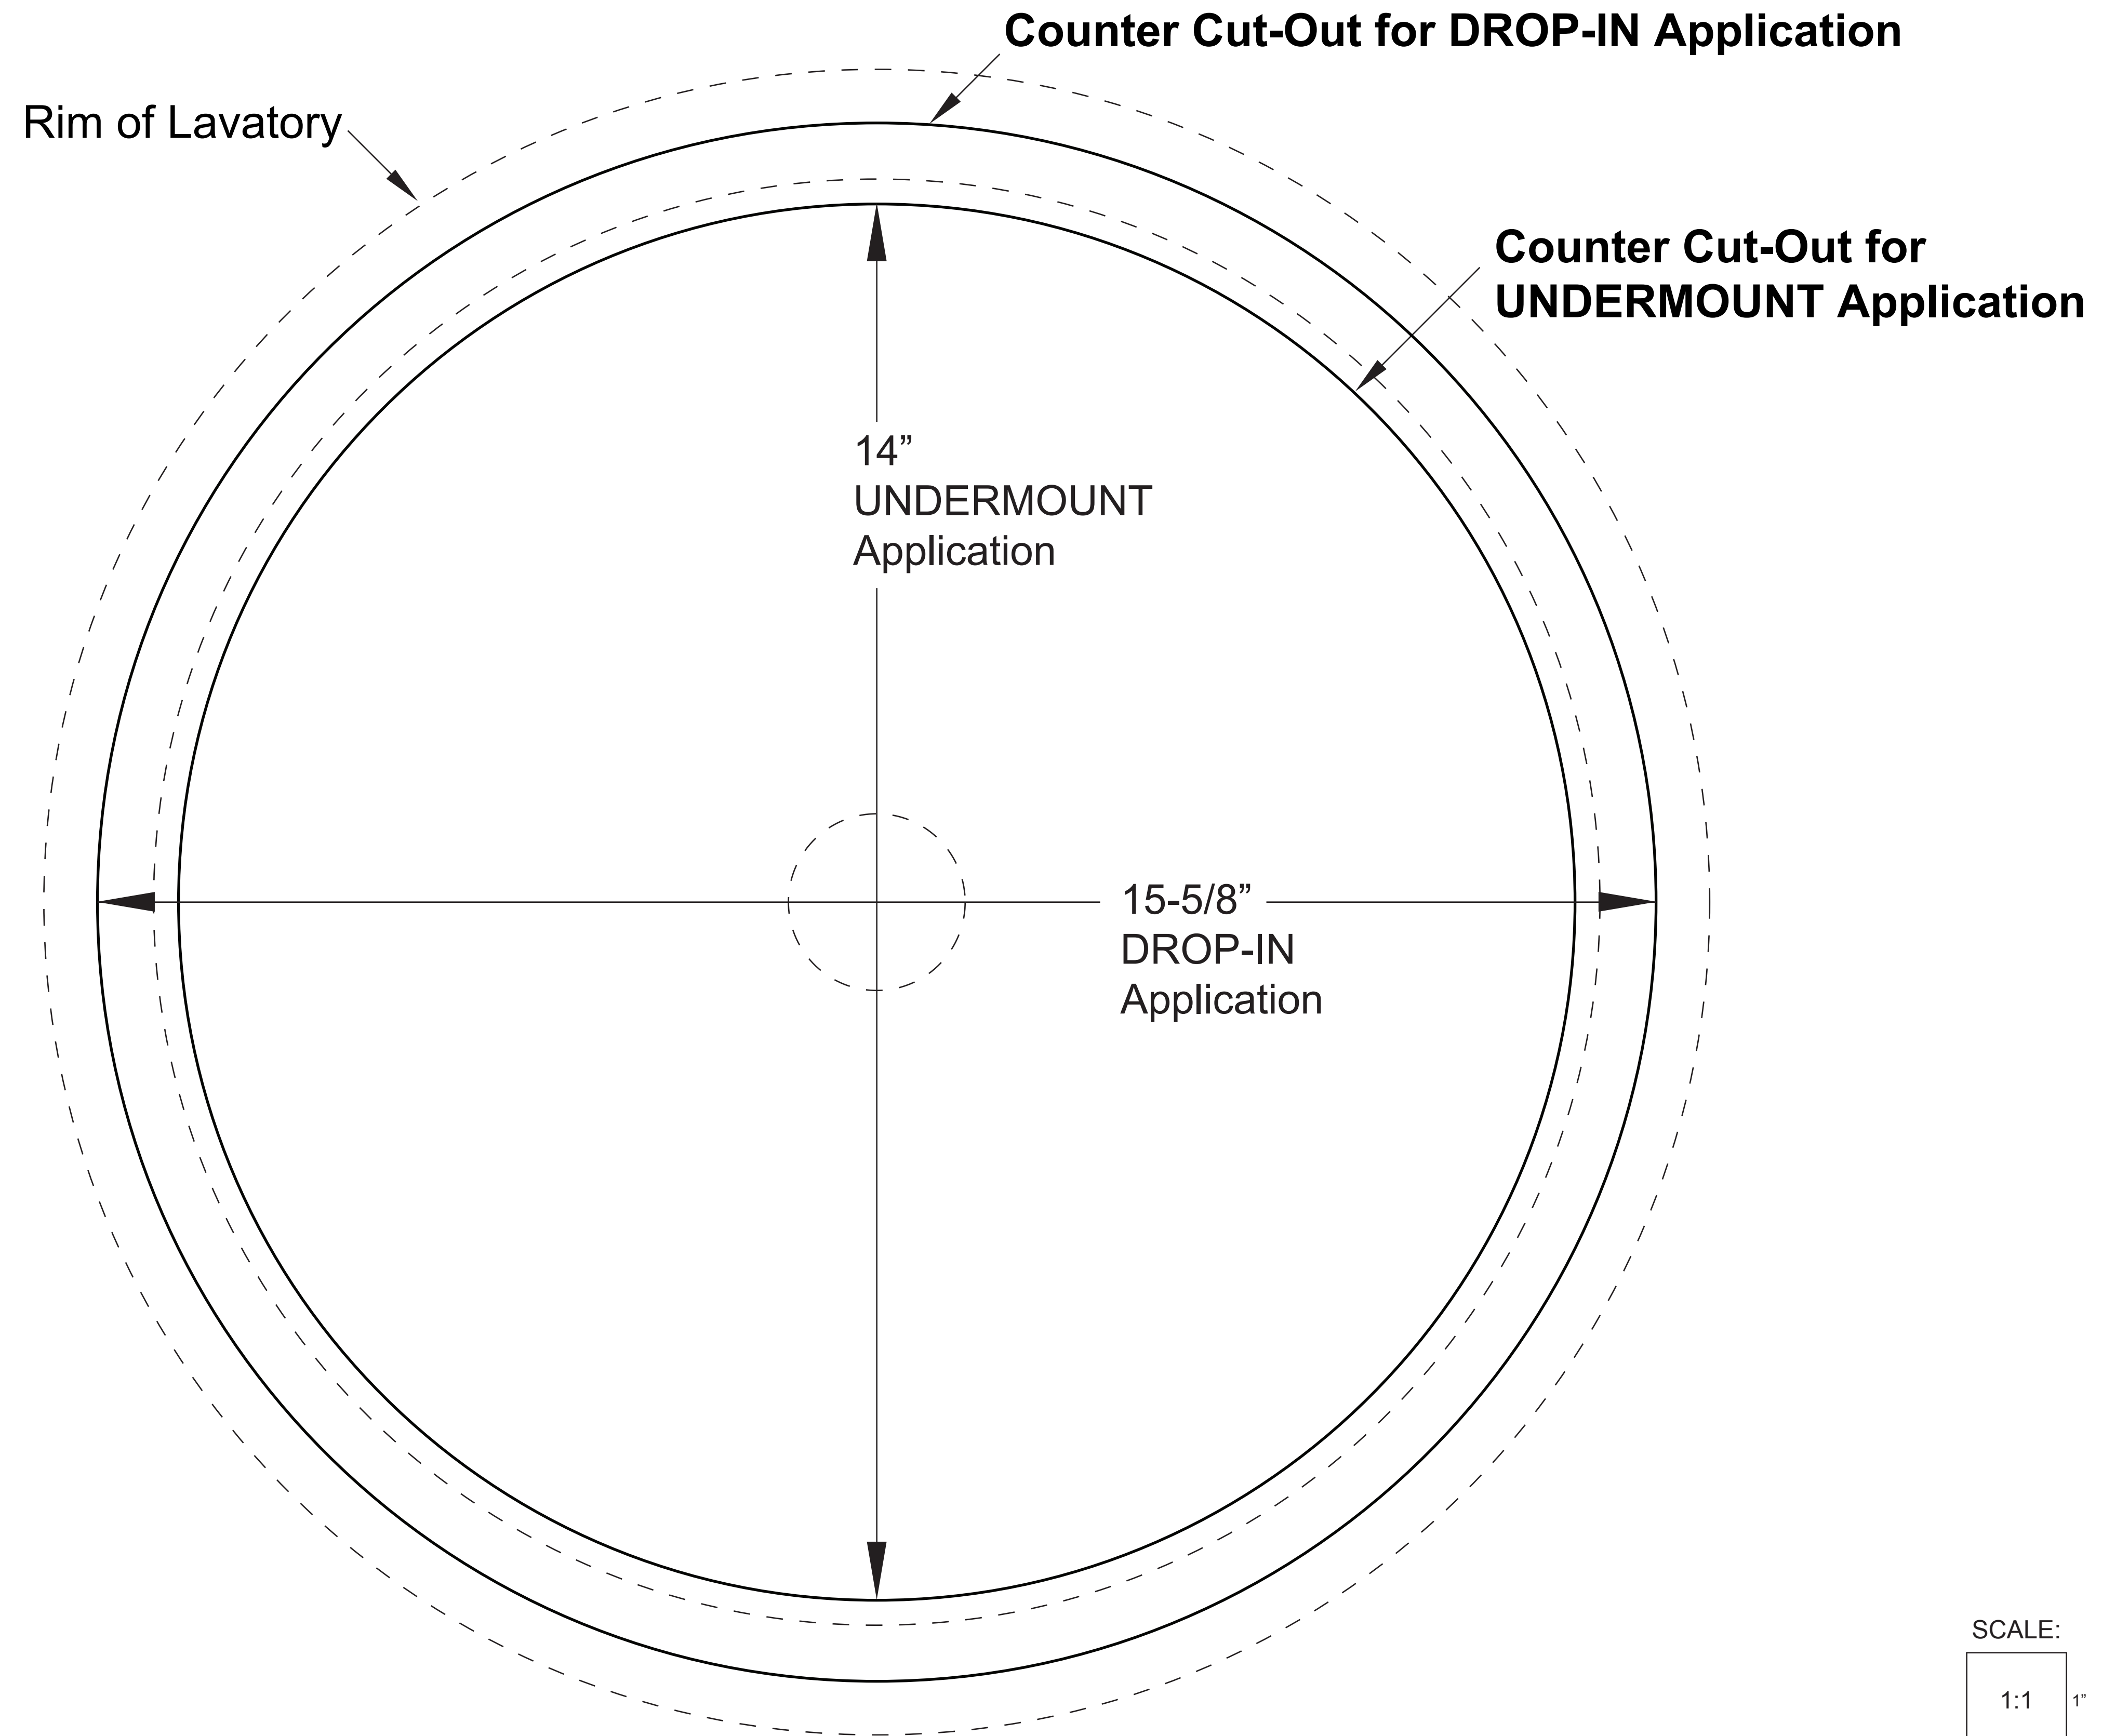 Counter Cut-Out for DROP-IN Application
Rim of Lavatory
Counter Cut-Out for
UNDERMOUNT Application
14”
UNDERMOUNT
Application
15-5/8”
DROP-IN
Application
SCALE:
1:1
1”